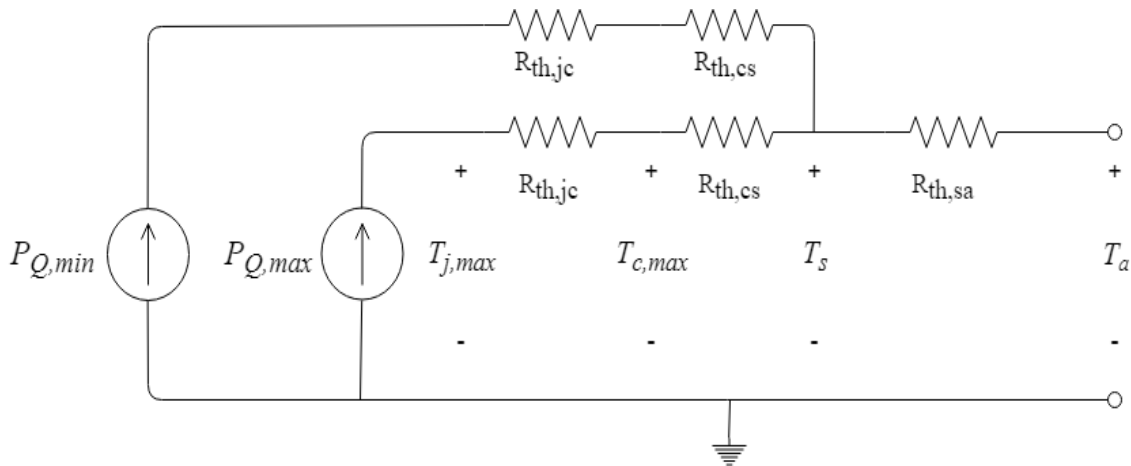 R_th,jc R_th,cs
R_th,jc R_th,cs R_th,sa
+ + + +
P_Q,min P_Q,max T_j,max T_c,max T_s T_a
- - - -